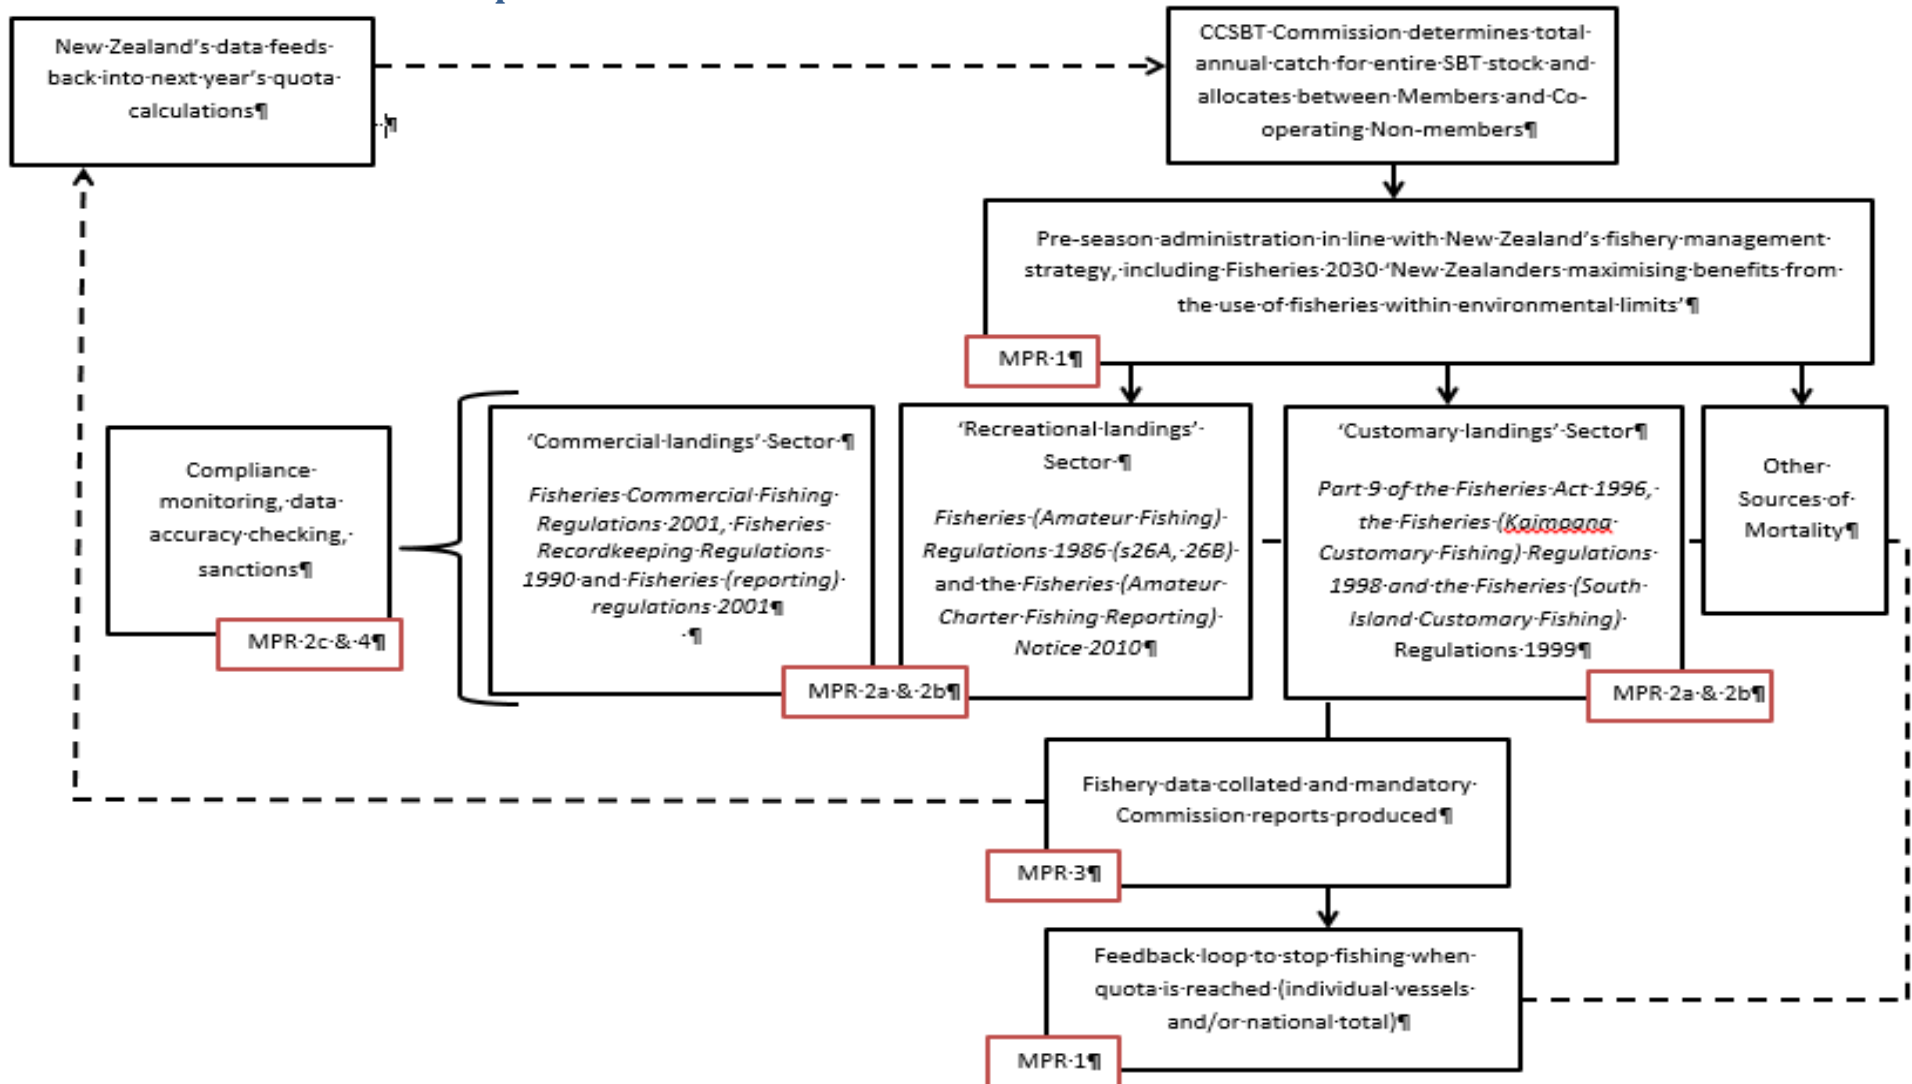 New·Zealand's·data·feeds·
back·into·next·year's·quota·
calculations¶
·¶
CCSBT·Commission·determines·total·
annual·catch·for·entire·SBT·stock·and·
allocates·between·Members·and·Co-
operating·Non-members¶
Pre-season·administration·in·line·with·New·Zealand's·fishery·management·
strategy,·including·Fisheries·2030·'New·Zealanders·maximising·benefits·from·
the·use·of·fisheries·within·environmental·limits'¶
MPR·1¶
Compliance·
monitoring,·data·
accuracy·checking,·
sanctions¶
MPR·2c·&·4¶
'Commercial·landings'·Sector·¶
Fisheries·Commercial·Fishing·
Regulations·2001,·Fisheries·
Recordkeeping·Regulations·
1990·and·Fisheries·(reporting)·
regulations·2001¶
·¶
MPR·2a·&·2b¶
'Recreational·landings'·
Sector·¶
Fisheries·(Amateur·Fishing)·
Regulations·1986·(s26A,·26B)·
and·the·Fisheries·(Amateur·
Charter·Fishing·Reporting)·
Notice·2010¶
'Customary·landings'·Sector¶
Part·9·of·the·Fisheries·Act·1996,·
the·Fisheries·(Kaimoana·
Customary·Fishing)·Regulations·
1998·and·the·Fisheries·(South·
Island·Customary·Fishing)·
Regulations·1999¶
MPR·2a·&·2b¶
Other·
Sources·of·
Mortality¶
Fishery·data·collated·and·mandatory·
Commission·reports·produced¶
MPR·3¶
Feedback·loop·to·stop·fishing·when·
quota·is·reached·(individual·vessels·
and/or·national·total)¶
MPR·1¶